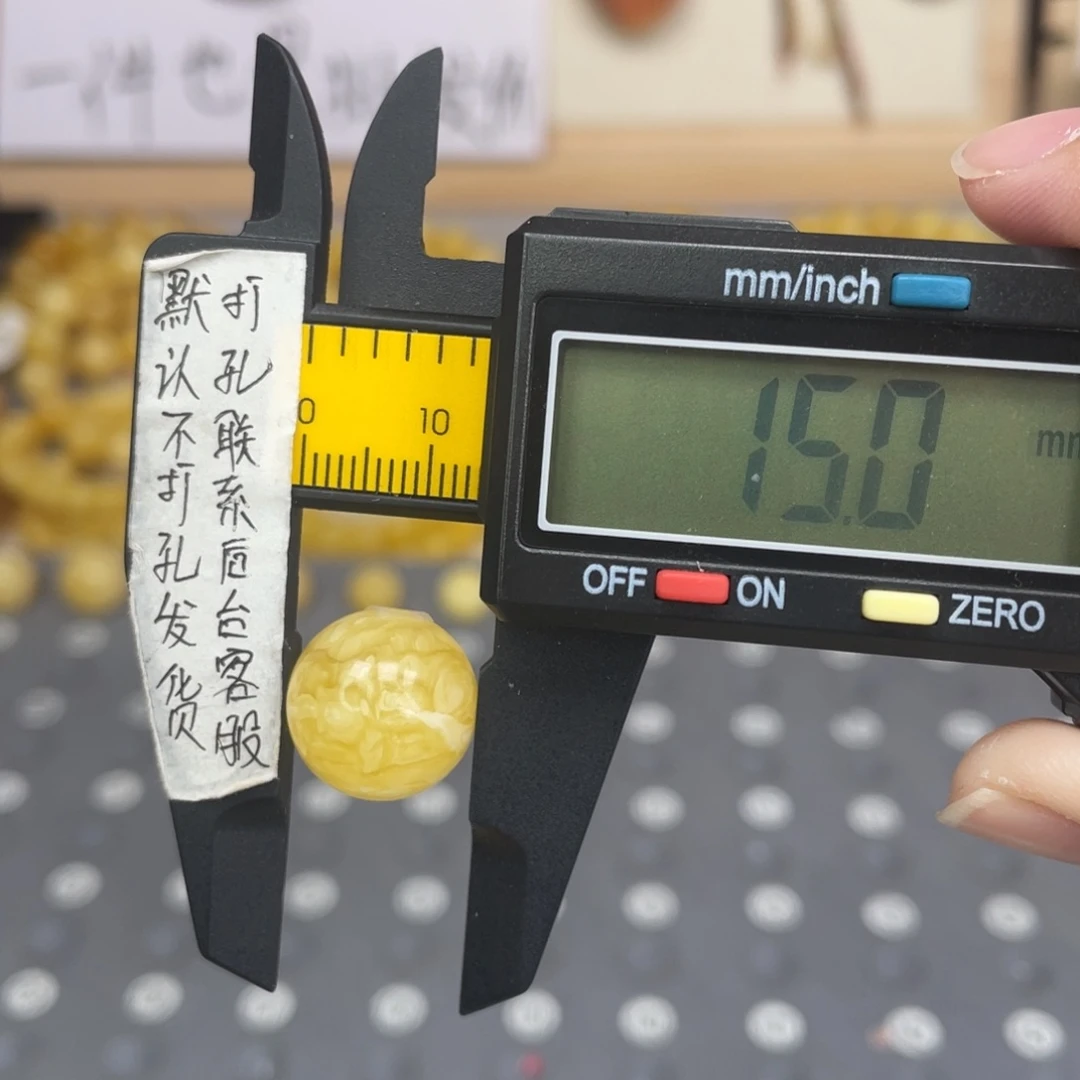 默认不打孔发货
打孔联系后台客服
mm/inch
0 10
15.0
OFF ON
ZERO